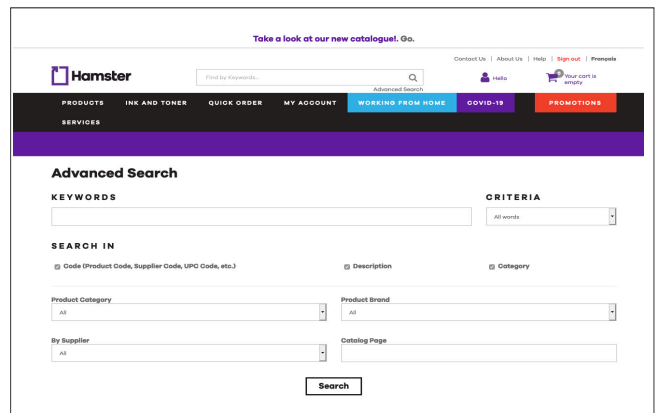 Take a look at our new catalogue!. Go.
Contact Us | About Us | Help | Sign out | Français
Hamster
Find by Keywords..
Advanced Search
Hello
0
Your cart is
empty
PRODUCTS INK AND TONER QUICK ORDER MY ACCOUNT WORKING FROM HOME COVID-19 PROMOTIONS
SERVICES
Advanced Search
KEYWORDS CRITERIA
All words
SEARCH IN
Code (Product Code, Supplier Code, UPC Code, etc.) Description Category
Product Category Product Brand
All All
By Supplier Catalog Page
All
Search